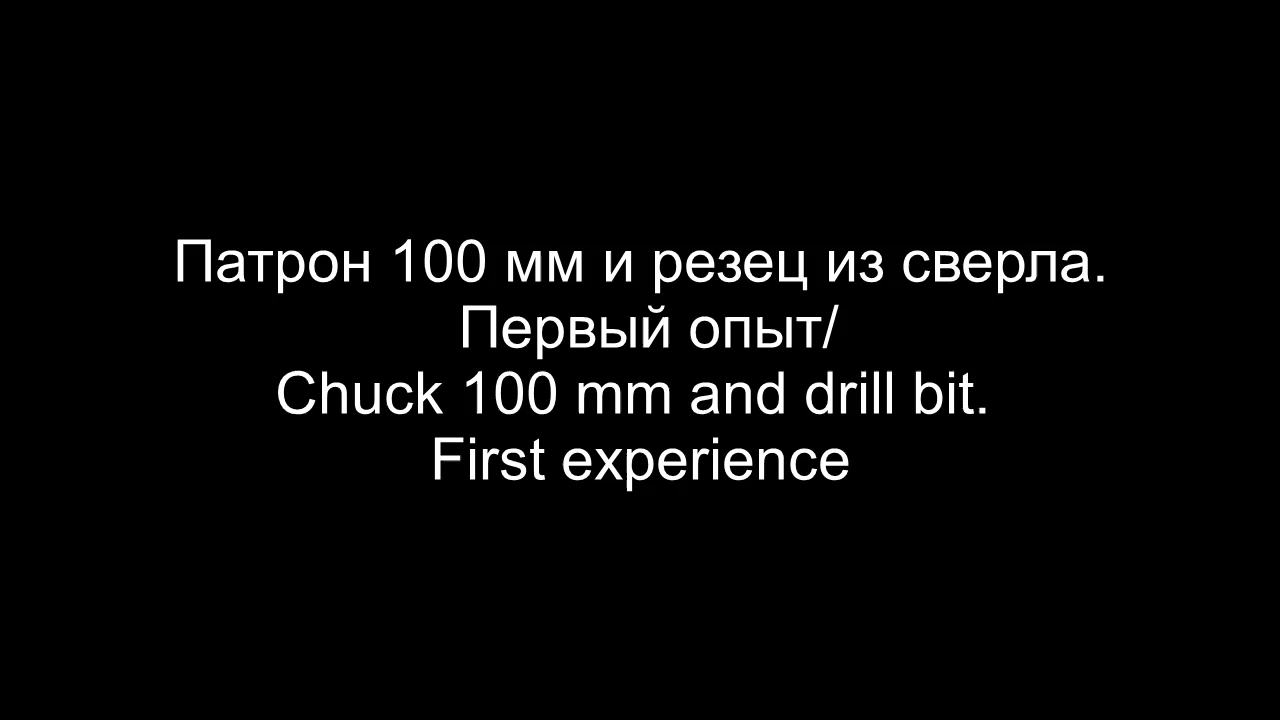 Патрон 100 мм и резец из сверла.
Первый опыт/
Chuck 100 mm and drill bit.
First experience